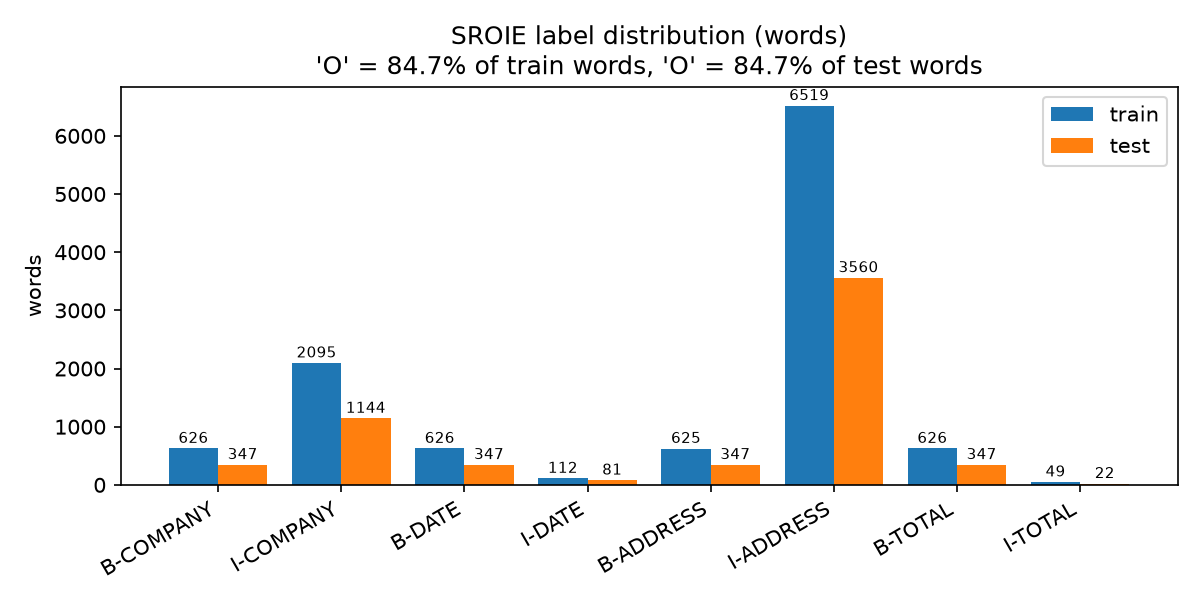 SROIE label distribution (words)
'O' = 84.7% of train words, 'O' = 84.7% of test words
words
6000
5000
4000
3000
2000
1000
0
train
test
626
347
2095
1144
626
347
112
81
625
347
6519
3560
626
347
49
22
B-COMPANY
I-COMPANY
B-DATE
I-DATE
B-ADDRESS
I-ADDRESS
B-TOTAL
I-TOTAL